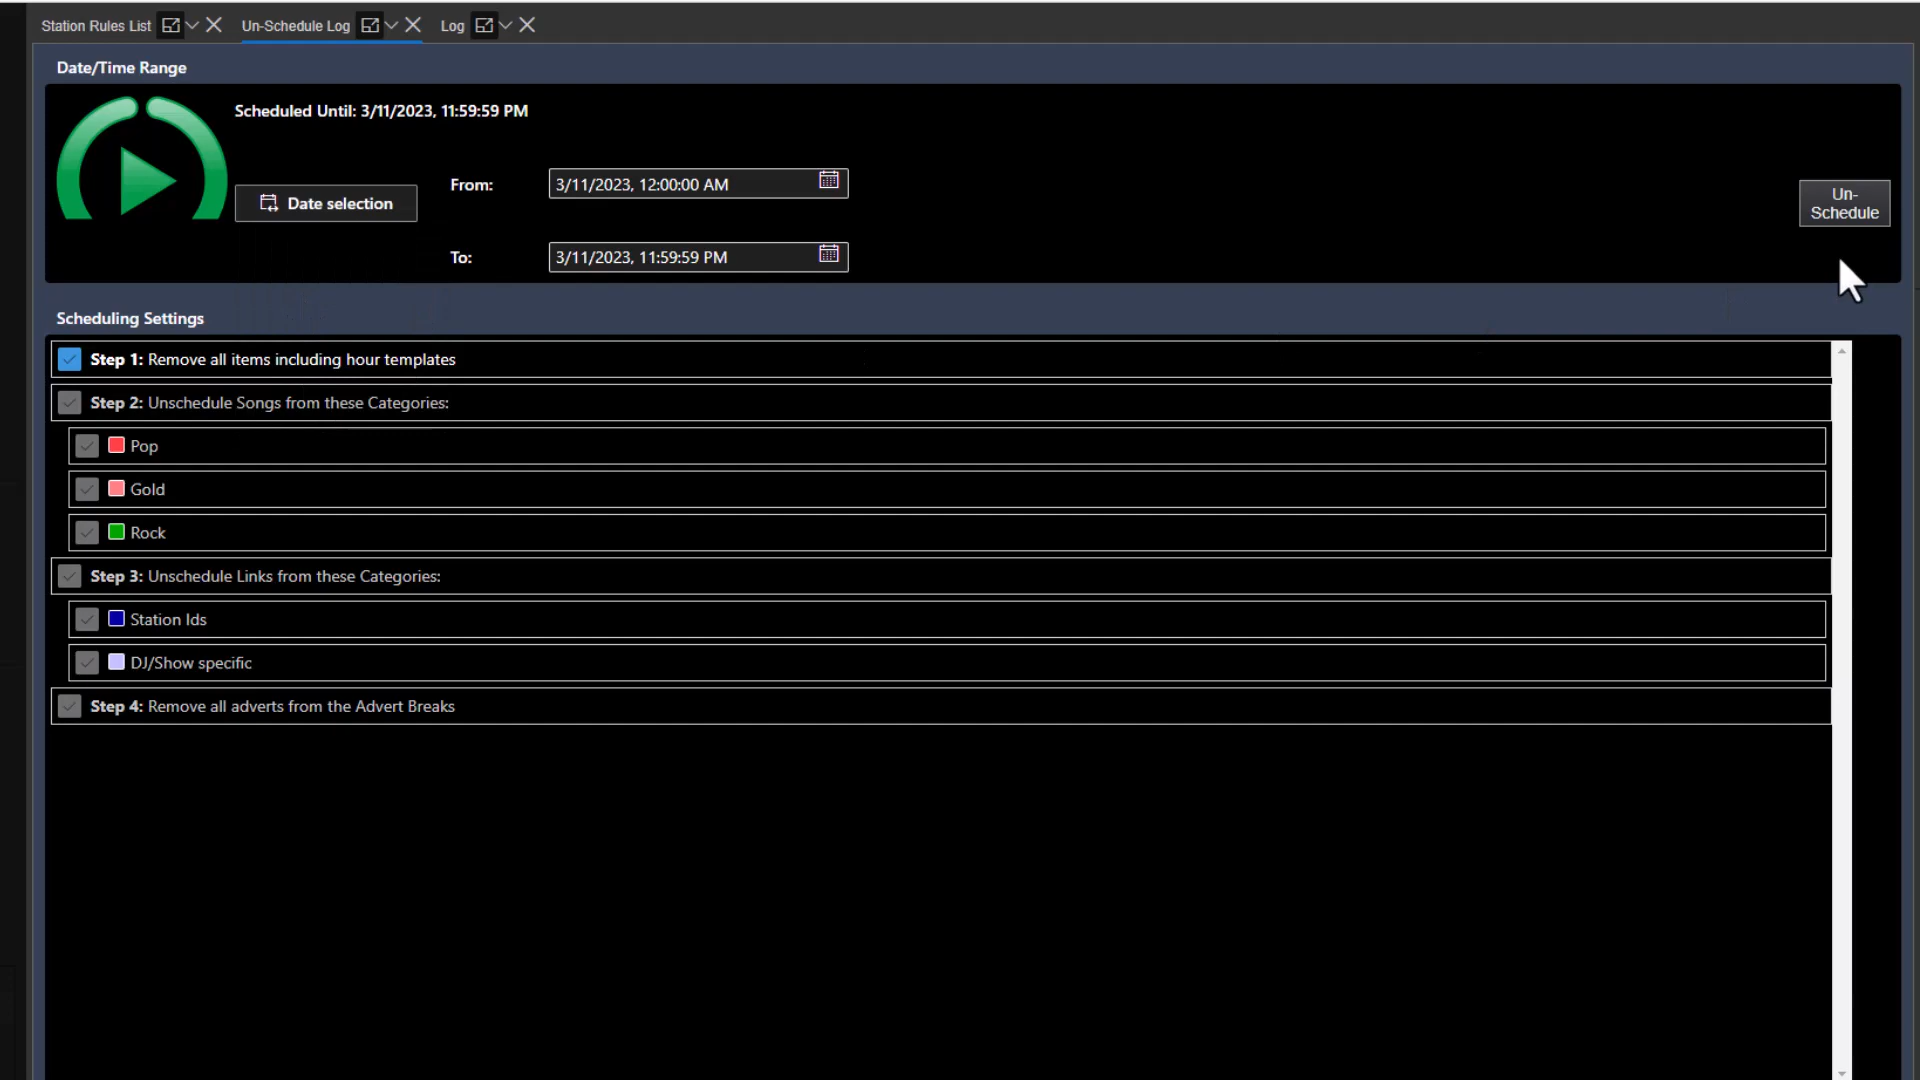 Station Rules List
Un-Schedule Log
Log
Date/Time Range
Scheduled Until: 3/11/2023, 11:59:59 PM
Date selection
From:
3/11/2023, 12:00:00 AM
To:
3/11/2023, 11:59:59 PM
Un-
Schedule
Scheduling Settings
Step 1: Remove all items including hour templates
Step 2: Unschedule Songs from these Categories:
Pop
Gold
Rock
Step 3: Unschedule Links from these Categories:
Station Ids
DJ/Show specific
Step 4: Remove all adverts from the Advert Breaks